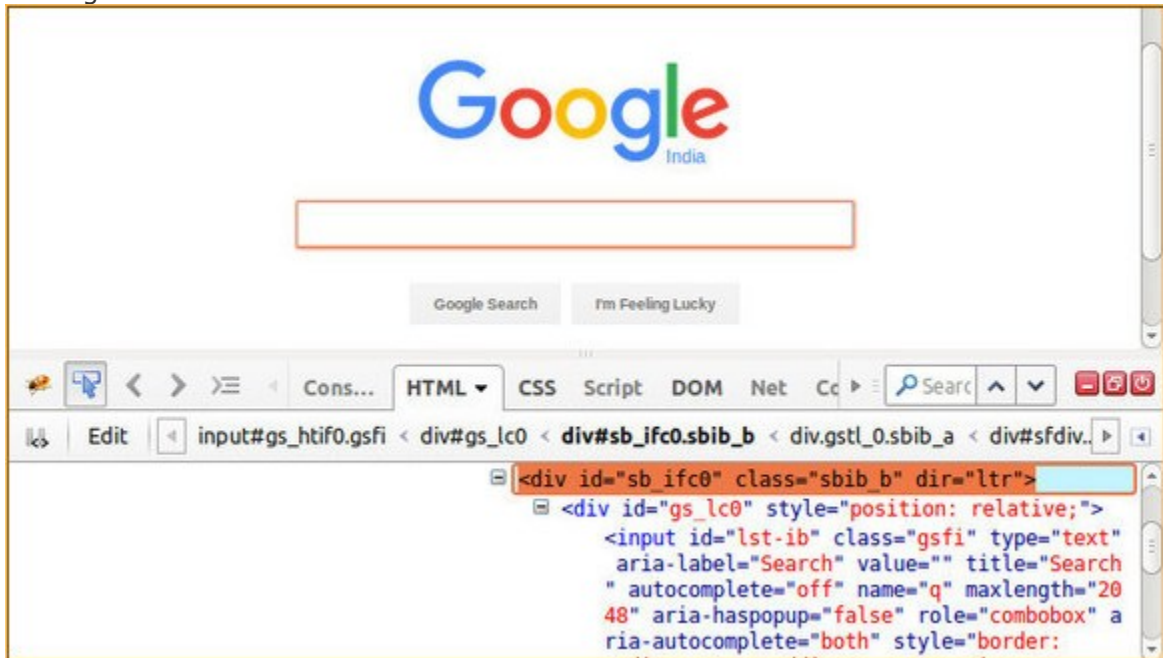 Google
India
Google Search I'm Feeling Lucky
Cons... HTML CSS Script DOM Net Searc
Edit input#gs_htif0.gsfi < div#gs_lc0 < div#sb_ifc0.sbib_b < div.gstl_0.sbib_a < div#sfdiv..
<div id="sb_ifc0" class="sbib_b" dir="ltr">
<div id="gs_lc0" style="position: relative;">
<input id="lst-ib" class="gsfi" type="text"
aria-label="Search" value="" title="Search
" autocomplete="off" name="q" maxlength="20
48" aria-haspopup="false" role="combobox" a
ria-autocomplete="both" style="border: